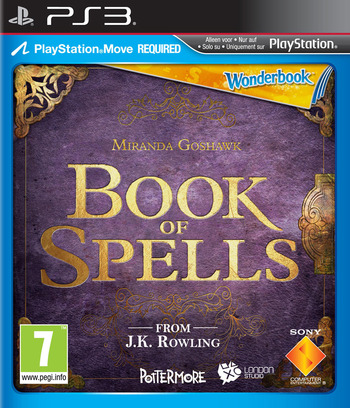 PS3
PlayStation®Move REQUIRED
Alleen voor • Nur auf
• Solo su • Uniquement sur
PlayStation®
Wonderbook™
MIRANDA GOSHAWK
BOOK
OF
SPELLS
FROM
J.K. ROWLING
7
www.pegi.info
POTTERMORE
LONDON
STUDIO
SONY
COMPUTER
ENTERTAINMENT®